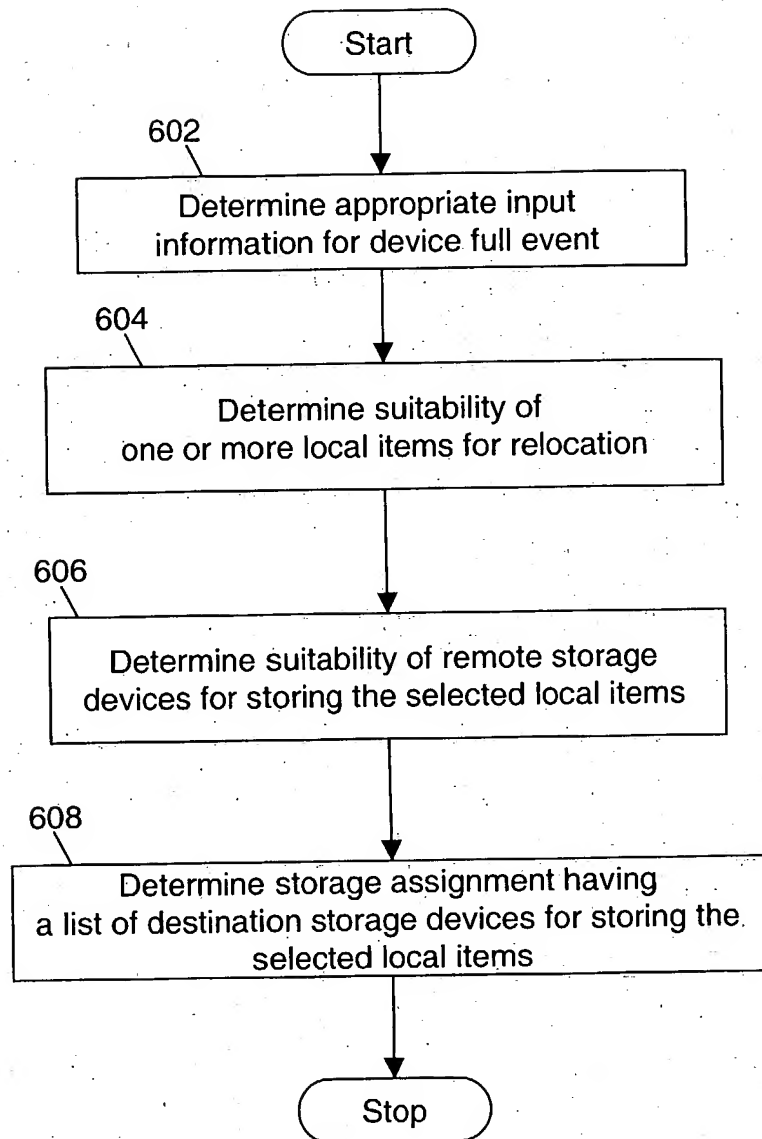 Start
602
Determine appropriate input
information for device full event
604
Determine suitability of
one or more local items for relocation
606
Determine suitability of remote storage
devices for storing the selected local items
608
Determine storage assignment having
a list of destination storage devices for storing the
selected local items
Stop